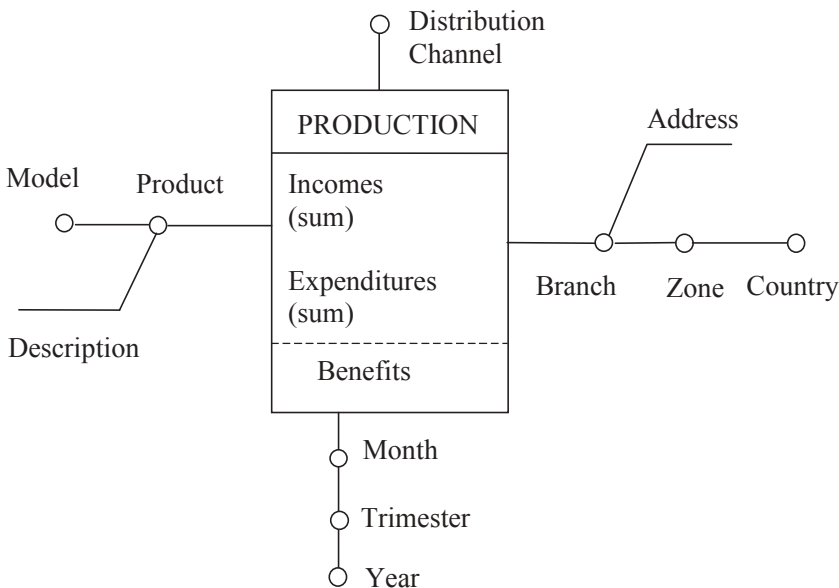 Distribution
Channel
PRODUCTION
Address
Model
Product
Incomes
(sum)
Expenditures
(sum)
Branch
Zone
Country
Description
Benefits
Month
Trimester
Year